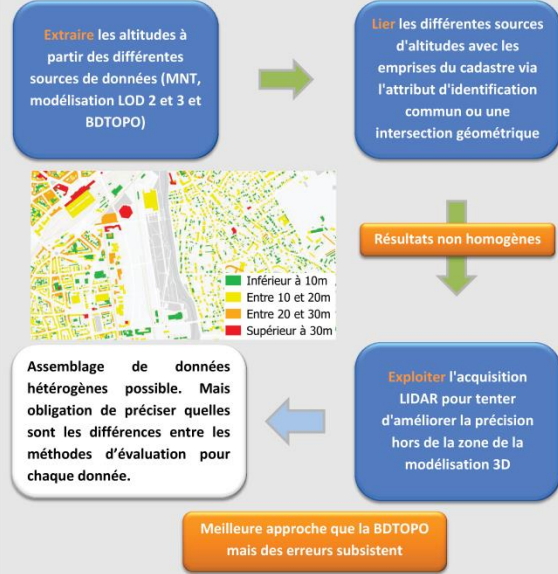 Extraire les altitudes à
partir des différentes
sources de données (MNT,
modélisation LOD 2 et 3 et
BDTOPO)
Lier les différentes sources
d'altitudes avec les
emprises du cadastre via
l'attribut d'identification
commun ou une
intersection géométrique
Résultats non homogènes
Inférieur à 10m
Entre 10 et 20m
Entre 20 et 30m
Supérieur à 30m
Exploiter l'acquisition
LIDAR pour tenter
d'améliorer la précision
hors de la zone de la
modélisation 3D
Assemblage de données
hétérogènes possible. Mais
obligation de préciser quelles
sont les différences entre les
méthodes d'évaluation pour
chaque donnée.
Meilleure approche que la BDTOPO
mais des erreurs subsistent